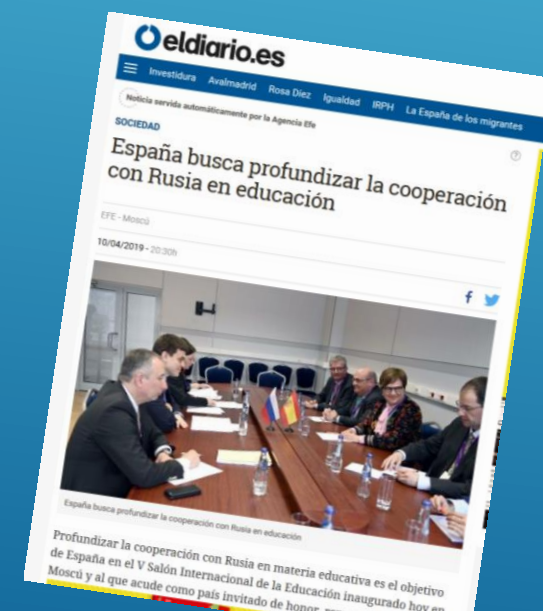 eldiario.es
Investidura Avalmadrid Rosa Díez Igualdad IRPH La España de los migrantes
Noticia servida automáticamente por la Agencia Efe
SOCIEDAD
España busca profundizar la cooperación
con Rusia en educación
EFE - Moscú
10/04/2019 - 20:30h
España busca profundizar la cooperación con Rusia en educación
Profundizar la cooperación con Rusia en materia educativa es el objetivo
de España en el V Salón Internacional de la Educación inaugurado hoy en
Moscú y al que acude como país invitado de honor,